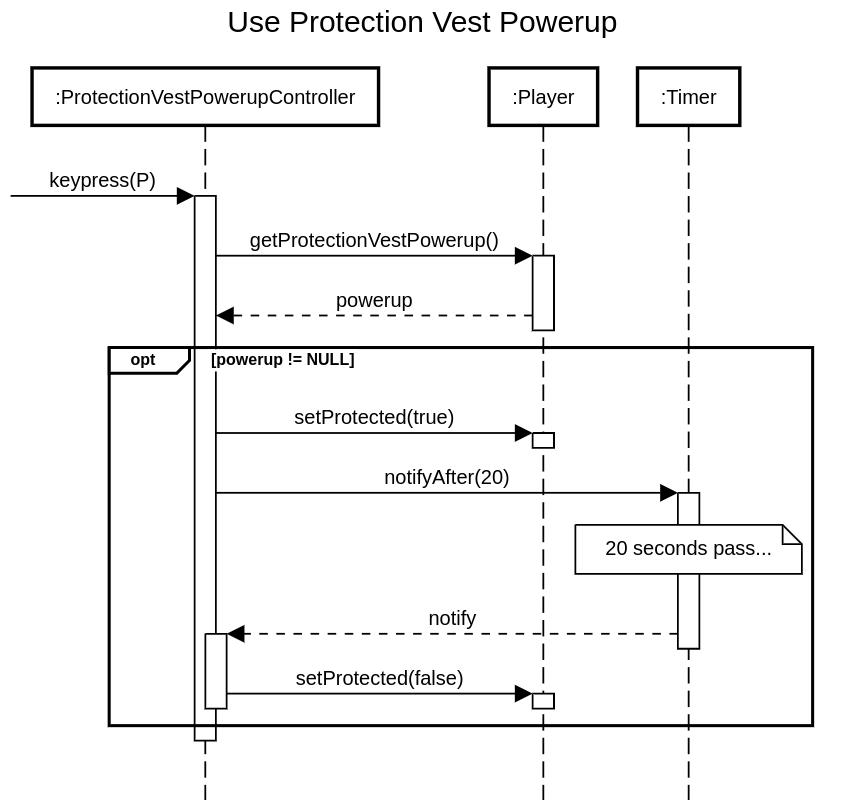 Use Protection Vest Powerup
:ProtectionVestPowerupController
:Player
:Timer
keypress(P)
getProtectionVestPowerup()
powerup
opt
[powerup != NULL]
setProtected(true)
notifyAfter(20)
20 seconds pass...
notify
setProtected(false)